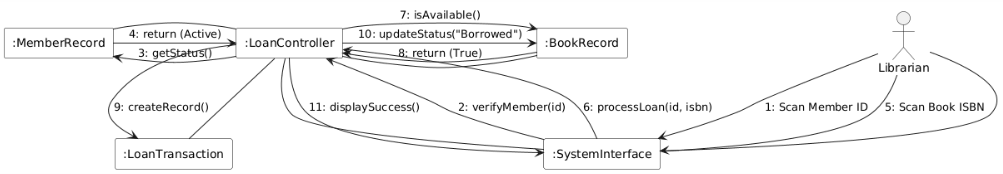 7: isAvailable()
4: return (Active)
:MemberRecord
:LoanController
10: updateStatus("Borrowed")
:BookRecord
3: getStatus()
8: return (True)
Librarian
9: createRecord()
11: displaySuccess()
2: verifyMember(id)
6: processLoan(id, isbn)
1: Scan Member ID
5: Scan Book ISBN
:LoanTransaction
:SystemInterface